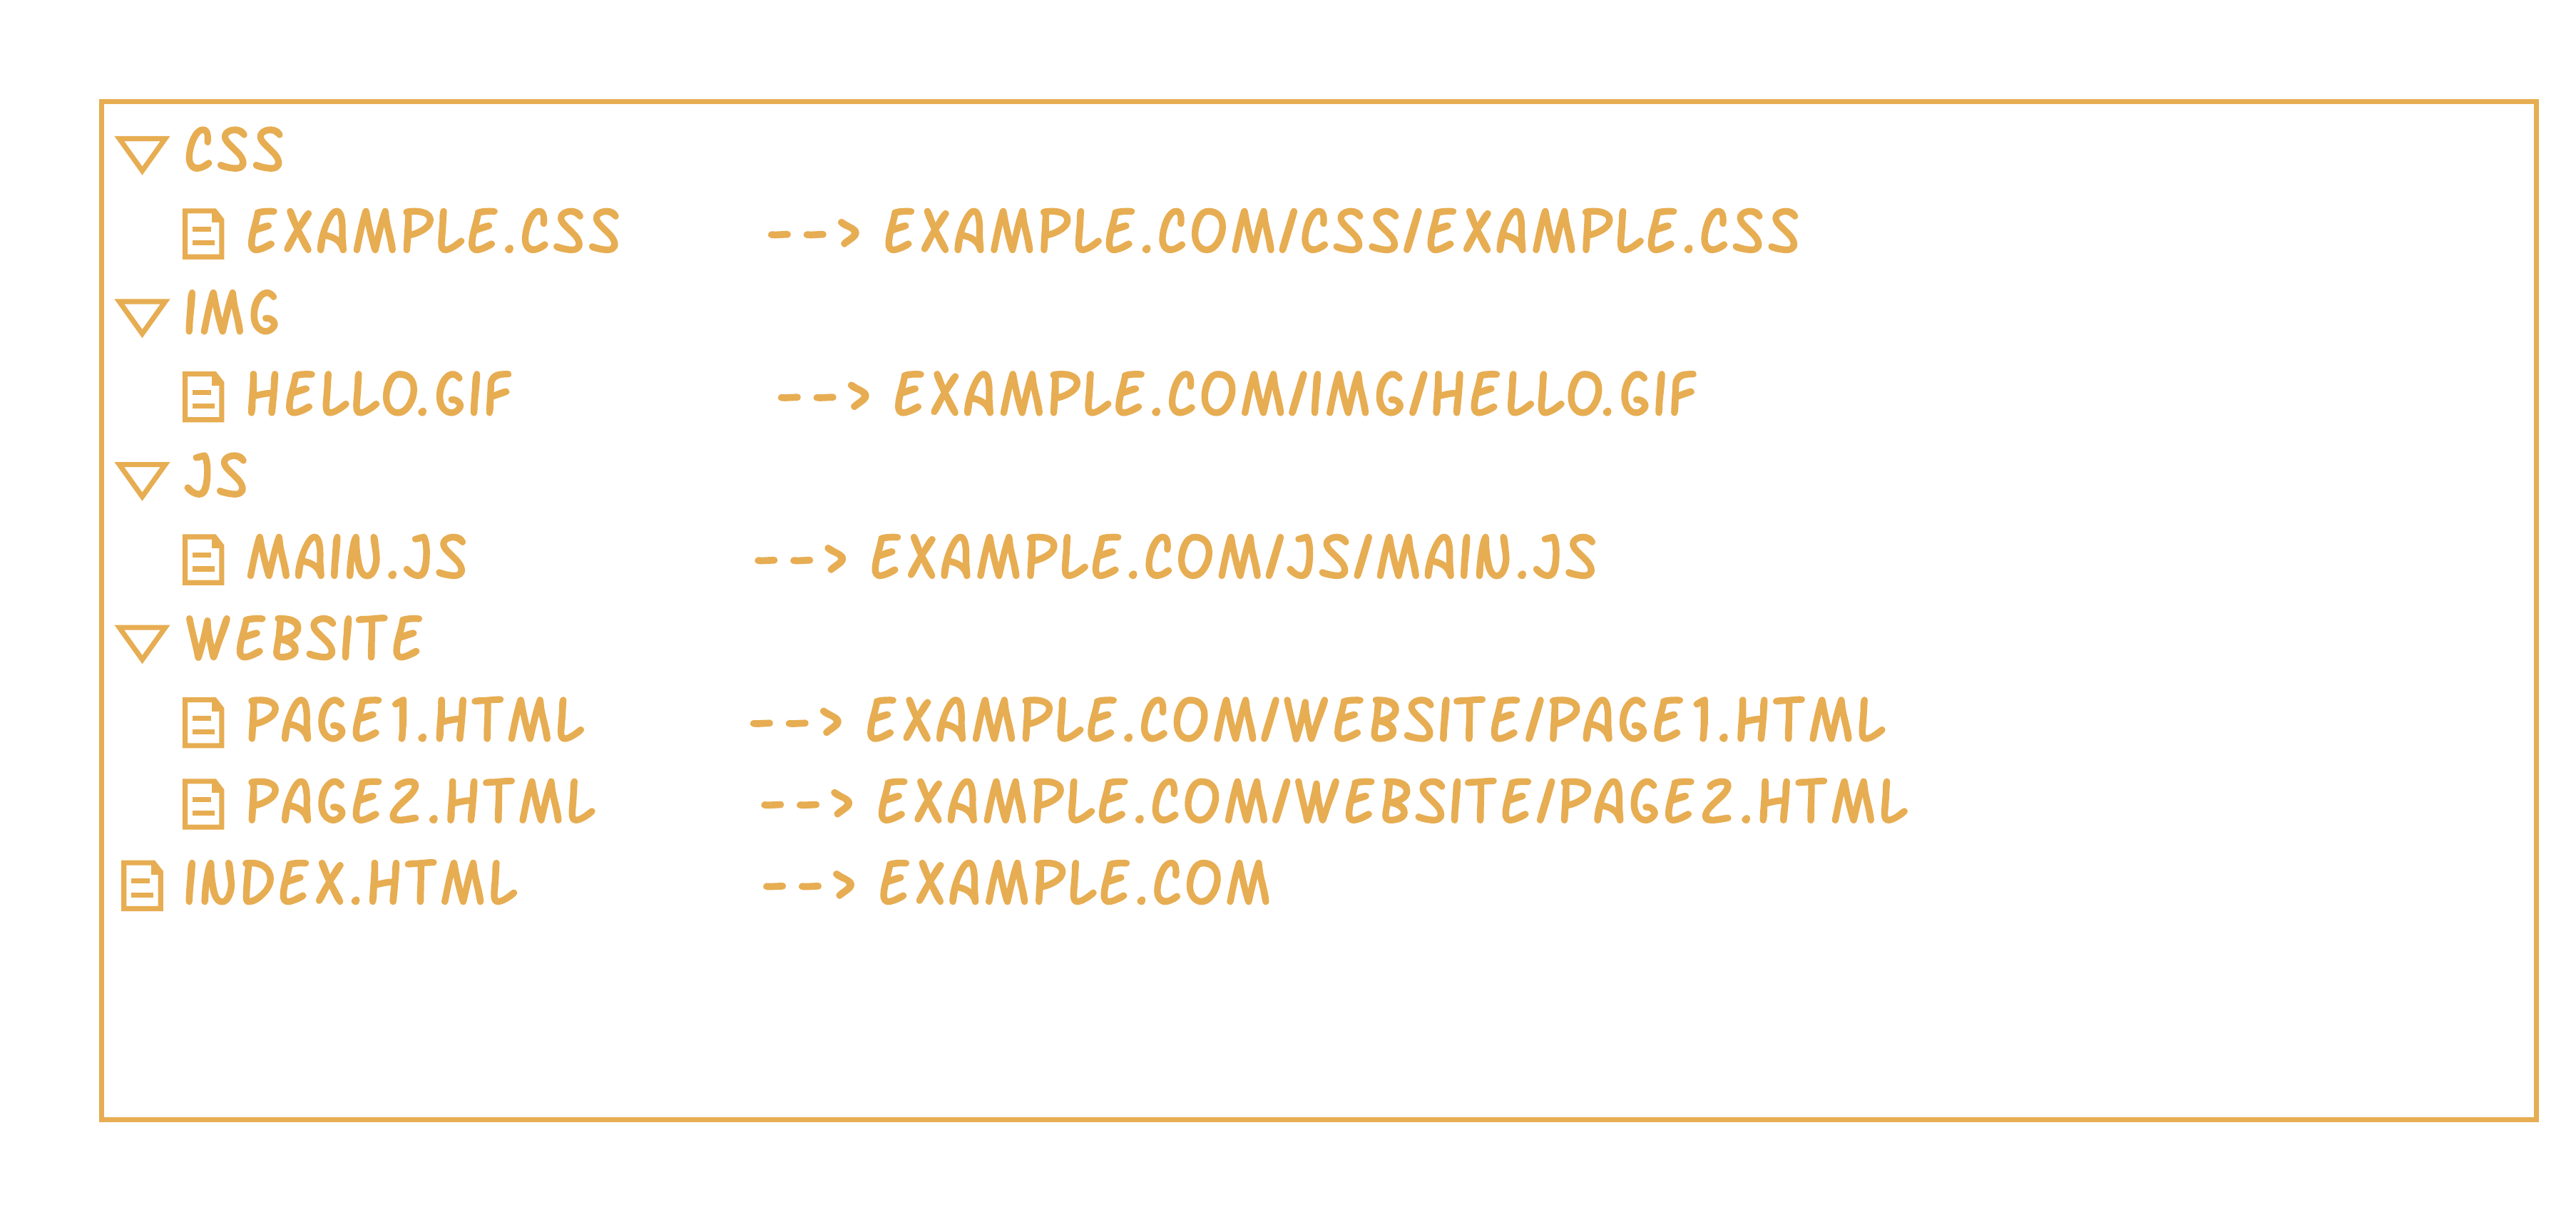 CSS
EXAMPLE.CSS --> EXAMPLE.COM/CSS/EXAMPLE.CSS
IMG
HELLO.GIF --> EXAMPLE.COM/IMG/HELLO.GIF
JS
MAIN.JS --> EXAMPLE.COM/JS/MAIN.JS
WEBSITE
PAGE1.HTML --> EXAMPLE.COM/WEBSITE/PAGE1.HTML
PAGE2.HTML --> EXAMPLE.COM/WEBSITE/PAGE2.HTML
INDEX.HTML --> EXAMPLE.COM